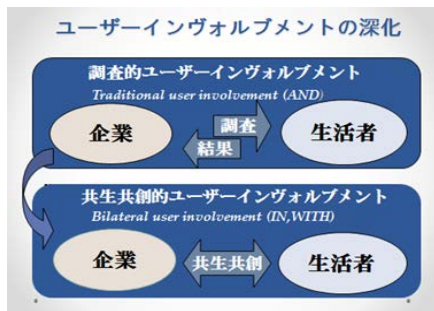 ユーザーインヴォルブメントの深化
調査的ユーザーインヴォルブメント
Traditional user involvement (AND)
企業
調査
結果
生活者
共生共創的ユーザーインヴォルブメント
Bilateral user involvement (IN,WITH)
企業
共生共創
生活者